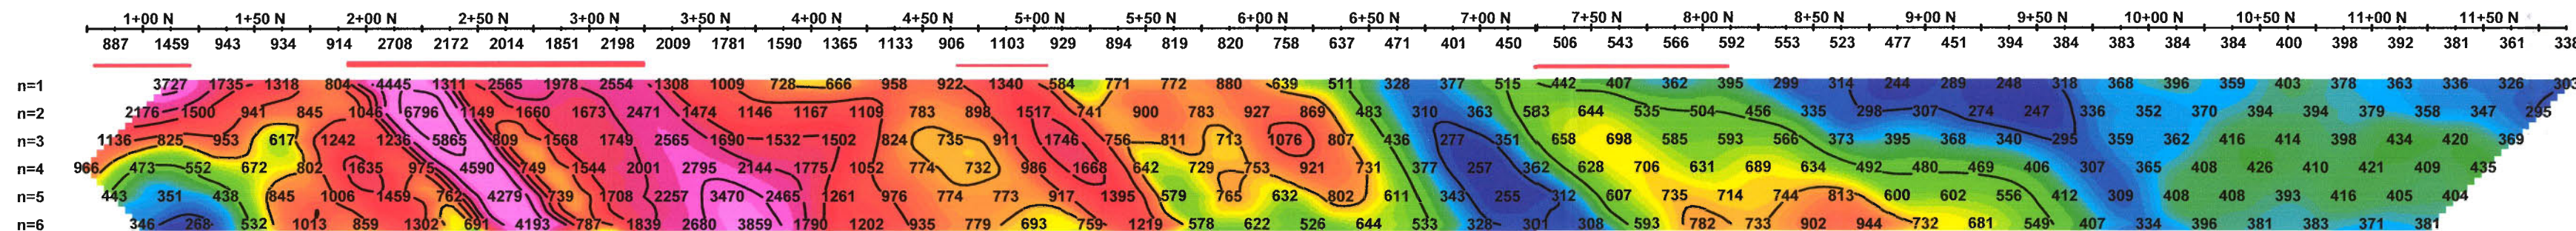 1+00 N 1+50 N 2+00 N 2+50 N 3+00 N 3+50 N 4+00 N 4+50 N 5+00 N 5+50 N 6+00 N 6+50 N 7+00 N 7+50 N 8+00 N 8+50 N 9+00 N 9+50 N 10+00 N 10+50 N 11+00 N 11+50 N
887 1459 943 934 914 2708 2172 2014 1851 2198 2009 1781 1590 1365 1133 906 1103 929 894 819 820 758 637 471 401 450 506 543 566 592 553 523 477 451 394 384 383 384 384 400 398 392 381 361 338
n=1 3727 1735 1318 804 4445 1311 2565 1978 2554 1308 1009 728 666 958 922 1340 584 771 772 880 639 511 328 377 515 442 407 362 395 299 314 244 289 248 318 368 396 359 403 378 363 336 326 303
n=2 2176 1500 941 845 1046 6796 1149 1660 1673 2471 1474 1146 1167 1109 783 898 1517 741 900 783 927 869 483 310 363 583 644 535 504 456 335 298 307 274 247 336 352 370 394 394 379 358 347 295
n=3 1136 825 953 617 1242 1236 5865 809 1568 1749 2565 1690 1532 1502 824 735 911 1746 756 811 713 1076 807 436 277 351 658 698 585 593 566 373 395 368 340 295 359 362 416 414 398 434 420 369
n=4 966 473 552 672 802 1635 975 4590 749 1544 2001 2795 2144 1775 1052 774 732 986 1668 642 729 753 921 731 377 257 362 628 706 631 689 634 492 480 469 406 307 365 408 426 410 421 409 435
n=5 443 351 438 845 1006 1459 762 4279 739 1708 2257 3470 2465 1261 976 774 773 917 1395 579 765 632 802 611 343 255 312 607 735 714 744 813 600 602 556 412 309 408 408 393 416 405 404
n=6 346 268 532 1013 859 1302 691 4193 787 1839 2680 3859 1790 1202 935 779 693 759 1219 578 622 526 644 533 328 301 308 593 782 733 902 944 732 681 549 407 334 396 381 383 371 381